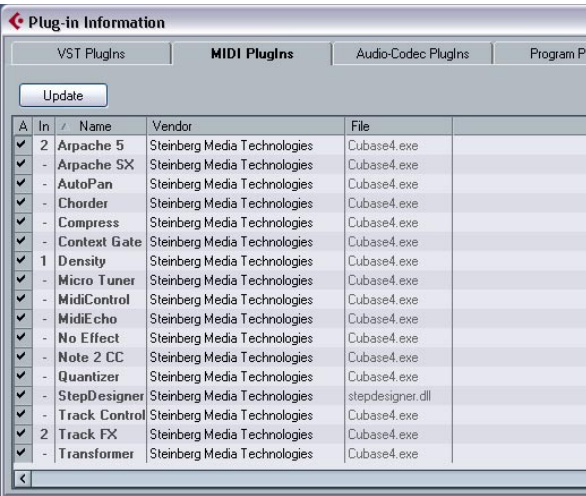 Plug-in Information
VST PlugIns MIDI PlugIns Audio-Codec PlugIns Program P
Update
A In Name Vendor File
2 Arpache 5 Steinberg Media Technologies Cubase4.exe
- Arpache SX Steinberg Media Technologies Cubase4.exe
- AutoPan Steinberg Media Technologies Cubase4.exe
- Chorder Steinberg Media Technologies Cubase4.exe
- Compress Steinberg Media Technologies Cubase4.exe
- Context Gate Steinberg Media Technologies Cubase4.exe
1 Density Steinberg Media Technologies Cubase4.exe
- Micro Tuner Steinberg Media Technologies Cubase4.exe
- MidiControl Steinberg Media Technologies Cubase4.exe
- MidiEcho Steinberg Media Technologies Cubase4.exe
- No Effect Steinberg Media Technologies Cubase4.exe
- Note 2 CC Steinberg Media Technologies Cubase4.exe
- Quantizer Steinberg Media Technologies Cubase4.exe
- StepDesigner Steinberg Media Technologies stepdesigner.dll
- Track Control Steinberg Media Technologies Cubase4.exe
2 Track FX Steinberg Media Technologies Cubase4.exe
- Transformer Steinberg Media Technologies Cubase4.exe